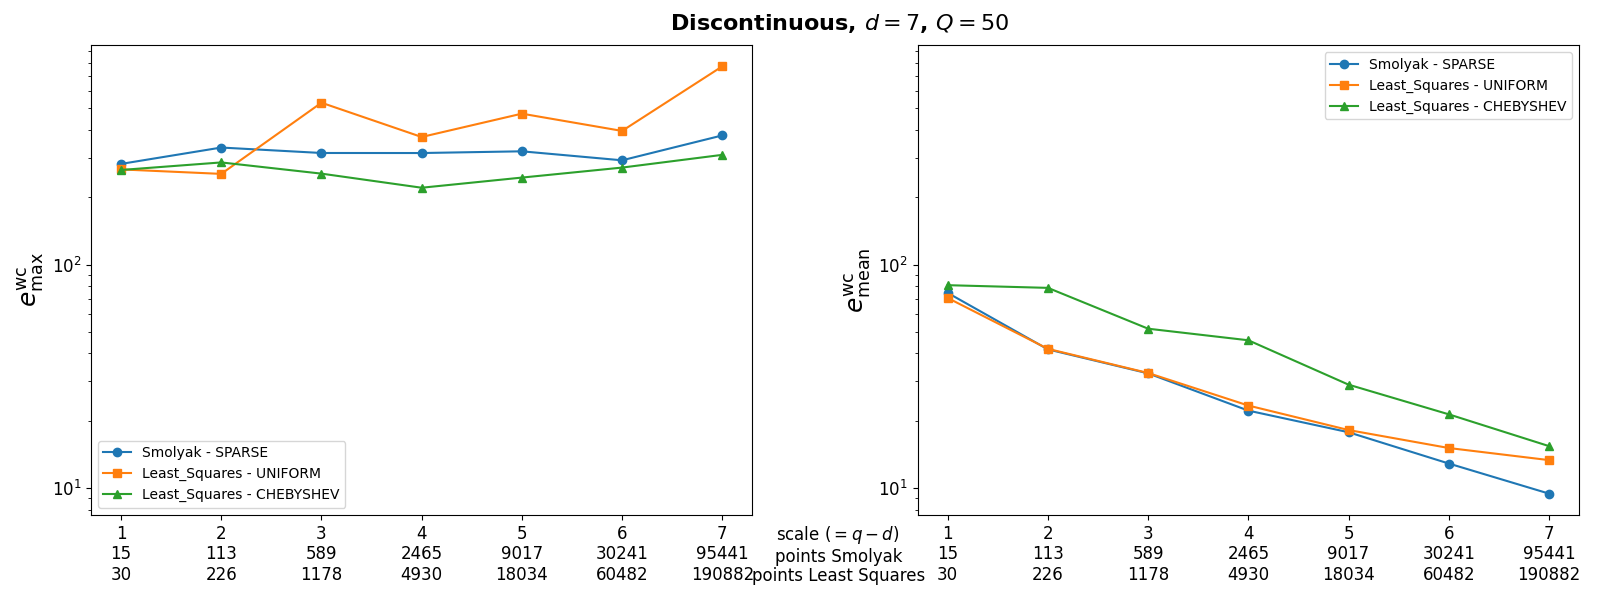 Discontinuous, d = 7, Q = 50
e^wc_max
10^2
10^1
Smolyak - SPARSE
Least_Squares - UNIFORM
Least_Squares - CHEBYSHEV
1 2 3 4 5 6 7
15 113 589 2465 9017 30241 95441
30 226 1178 4930 18034 60482 190882
scale (= q − d)
points Smolyak
points Least Squares
e^wc_mean
10^2
10^1
Smolyak - SPARSE
Least_Squares - UNIFORM
Least_Squares - CHEBYSHEV
1 2 3 4 5 6 7
15 113 589 2465 9017 30241 95441
30 226 1178 4930 18034 60482 190882